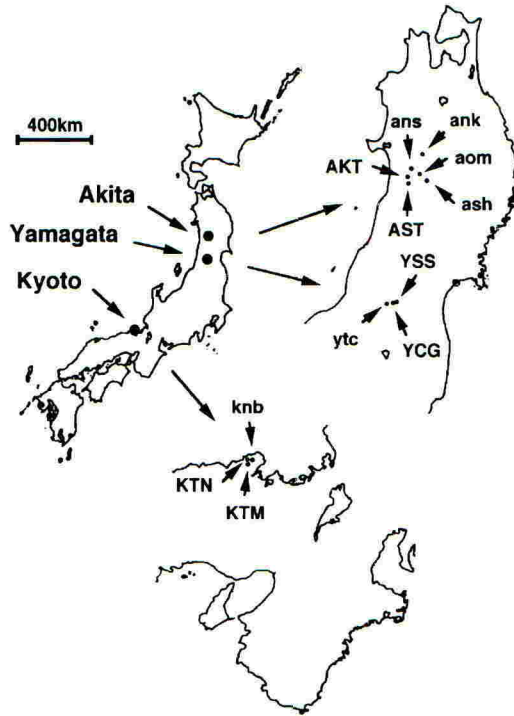 400km
Akita
Yamagata
Kyoto
ans
ank
AKT
aom
ash
AST
YSS
ytc
YCG
knb
KTN
KTM